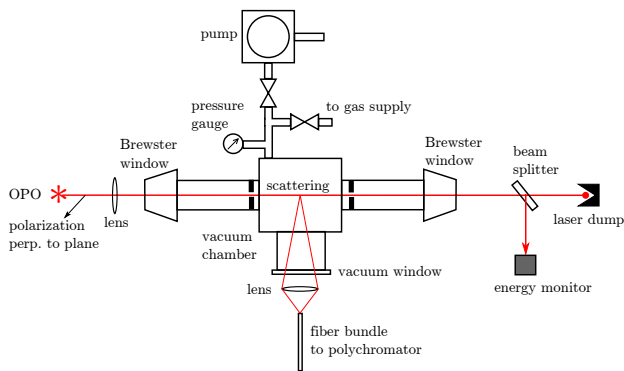 pump
pressure
gauge
to gas supply
Brewster
window
Brewster
window
beam
splitter
OPO
scattering
polarization
perp. to plane
lens
laser dump
vacuum
chamber
vacuum window
lens
energy monitor
fiber bundle
to polychromator